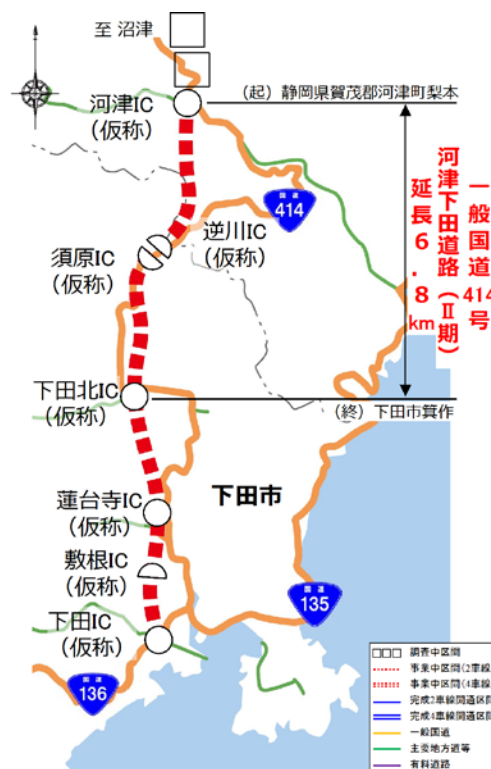 至 沼津
河津IC
（仮称）
（起）静岡県賀茂郡河津町梨本
一般国道414号
河津下田道路（Ⅱ期）
延長6.8km
国道
414
逆川IC
（仮称）
須原IC
（仮称）
下田北IC
（仮称）
（終）下田市箕作
下田市
蓮台寺IC
（仮称）
敷根IC
（仮称）
下田IC
（仮称）
国道
135
国道
136
調査中区間
事業中区間(2車線
事業中区間(4車線
完成2車線開通区間
完成4車線開通区間
一般国道
主要地方道等
有料道路